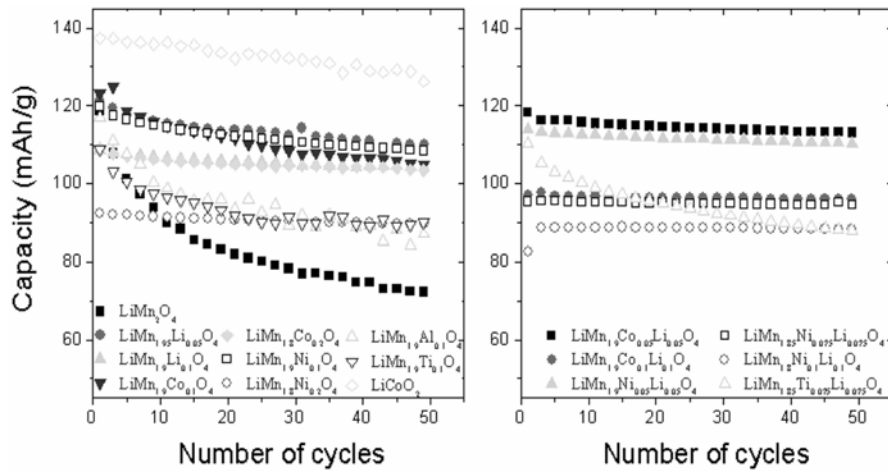 Capacity (mAh/g)
140
120
100
80
60
LiMn₂O₄
LiMn₁.₉₅Li₀.₀₅O₄
LiMn₁.₉Li₀.₁O₄
LiMn₁.₉Co₀.₁O₄
LiMn₁.₈Co₀.₂O₄
LiMn₁.₉Ni₀.₁O₄
LiMn₁.₈Ni₀.₂O₄
LiMn₁.₉Al₀.₁O₄
LiMn₁.₉Ti₀.₁O₄
LiCoO₂
0 10 20 30 40 50
Number of cycles
140
120
100
80
60
LiMn₁.₉Co₀.₀₅Li₀.₀₅O₄
LiMn₁.₉Co₀.₁Li₀.₁O₄
LiMn₁.₉Ni₀.₀₅Li₀.₀₅O₄
LiMn₁.₈₅Ni₀.₀₇₅Li₀.₀₇₅O₄
LiMn₁.₈Ni₀.₁Li₀.₁O₄
LiMn₁.₈₅Ti₀.₀₇₅Li₀.₀₇₅O₄
0 10 20 30 40 50
Number of cycles